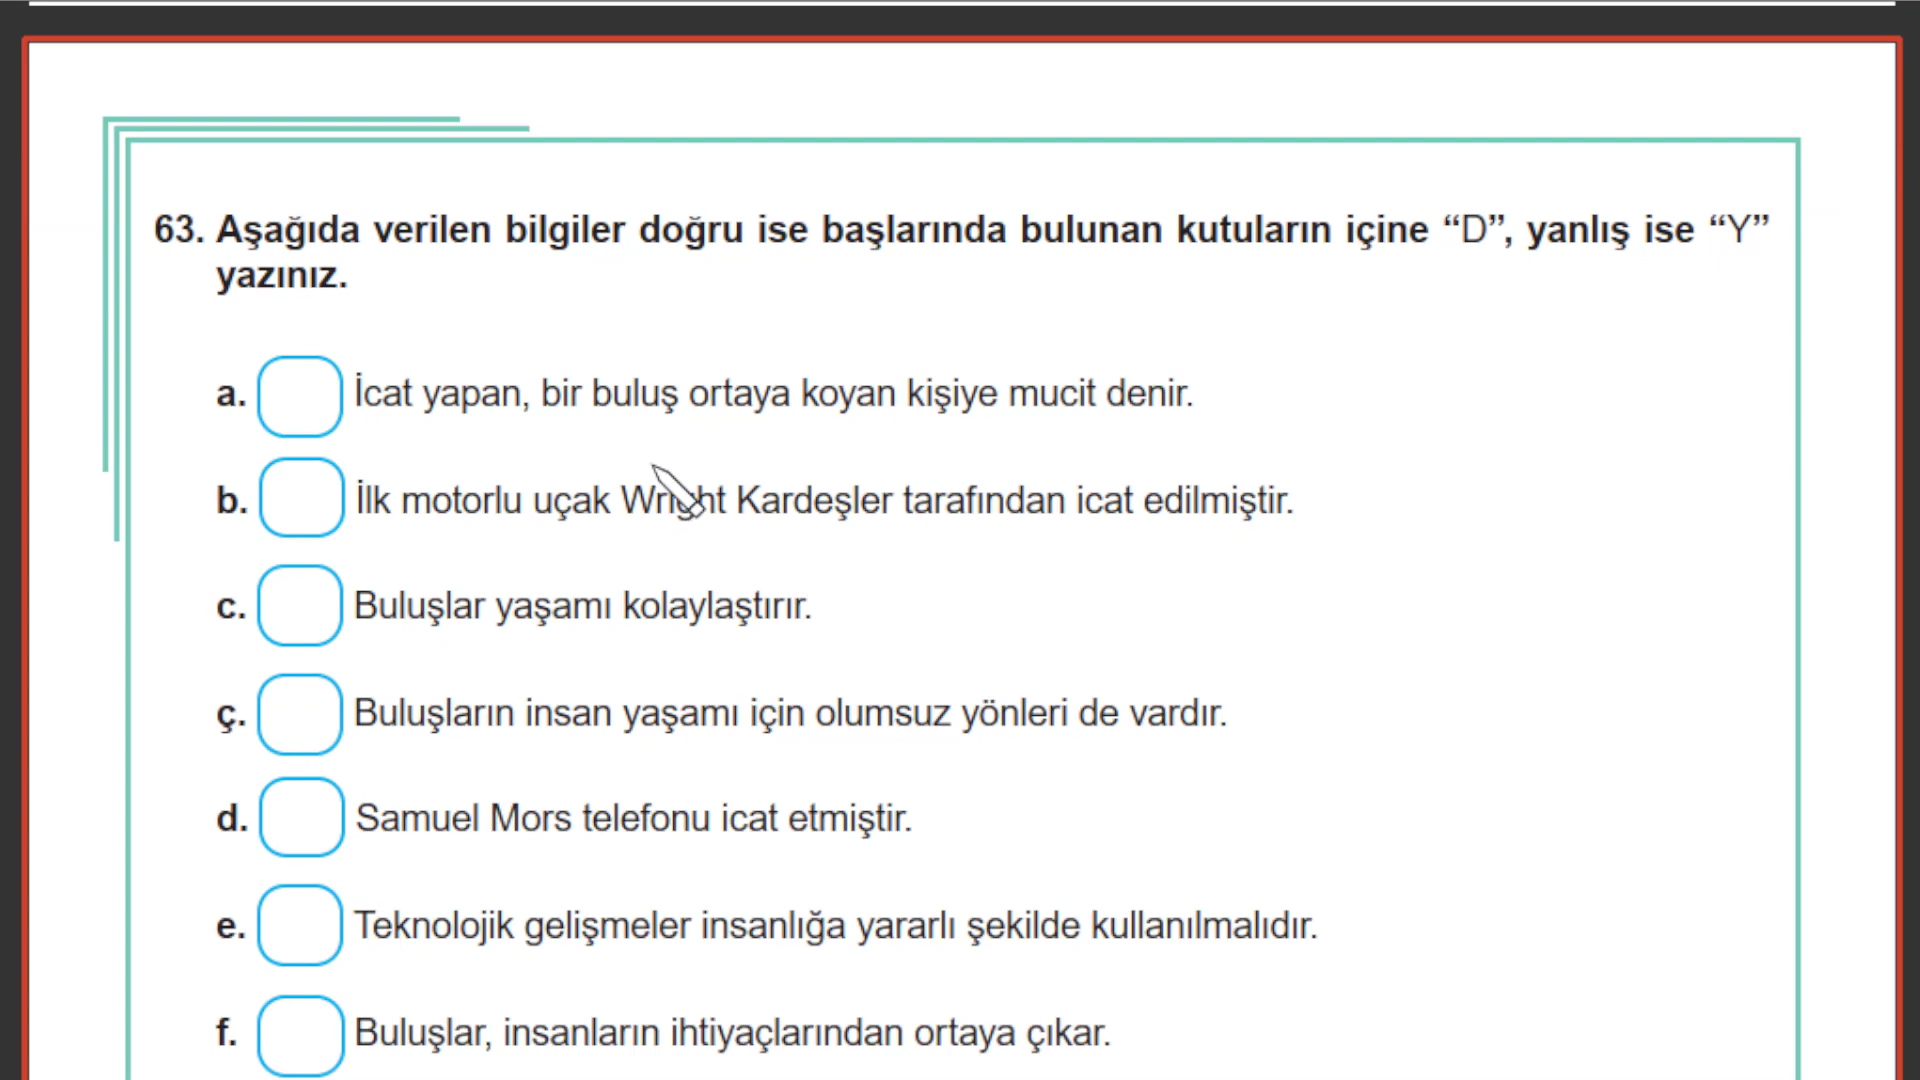 63. Aşağıda verilen bilgiler doğru ise başlarında bulunan kutuların içine “D”, yanlış ise “Y”
yazınız.
a. İcat yapan, bir buluş ortaya koyan kişiye mucit denir.
b. İlk motorlu uçak Wright Kardeşler tarafından icat edilmiştir.
c. Buluşlar yaşamı kolaylaştırır.
ç. Buluşların insan yaşamı için olumsuz yönleri de vardır.
d. Samuel Mors telefonu icat etmiştir.
e. Teknolojik gelişmeler insanlığa yararlı şekilde kullanılmalıdır.
f. Buluşlar, insanların ihtiyaçlarından ortaya çıkar.